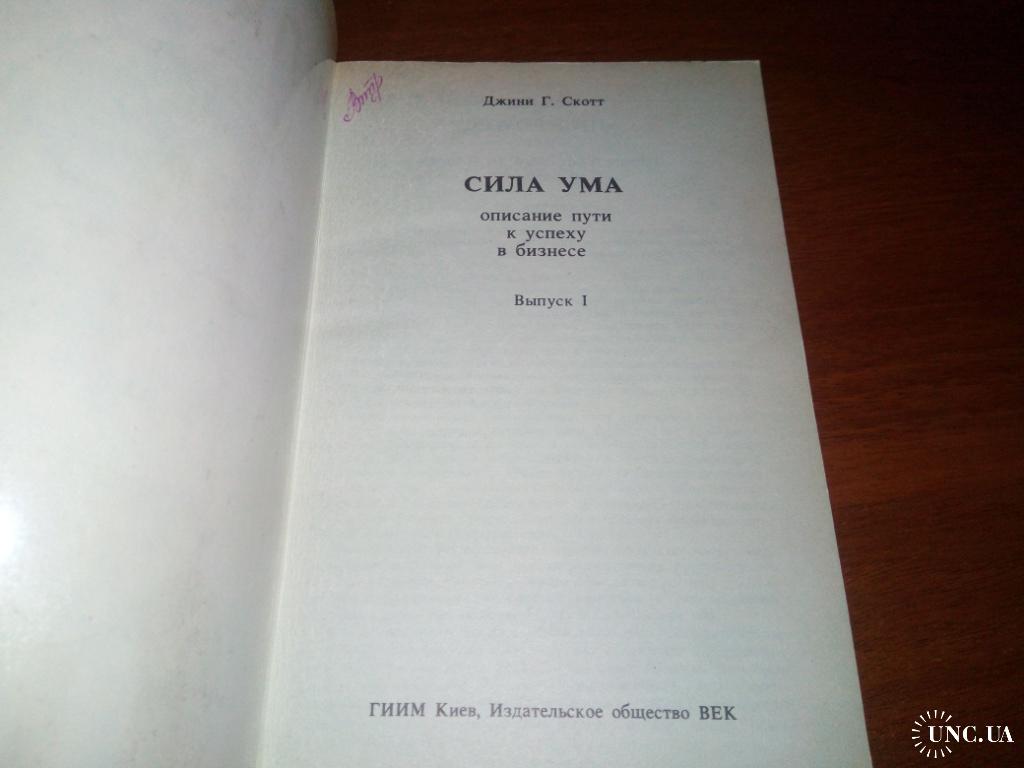 Джини Г. Скотт
СИЛА УМА
описание пути
к успеху
в бизнесе
Выпуск I
ГИИМ Киев, Издательское общество ВЕК
UNC.UA